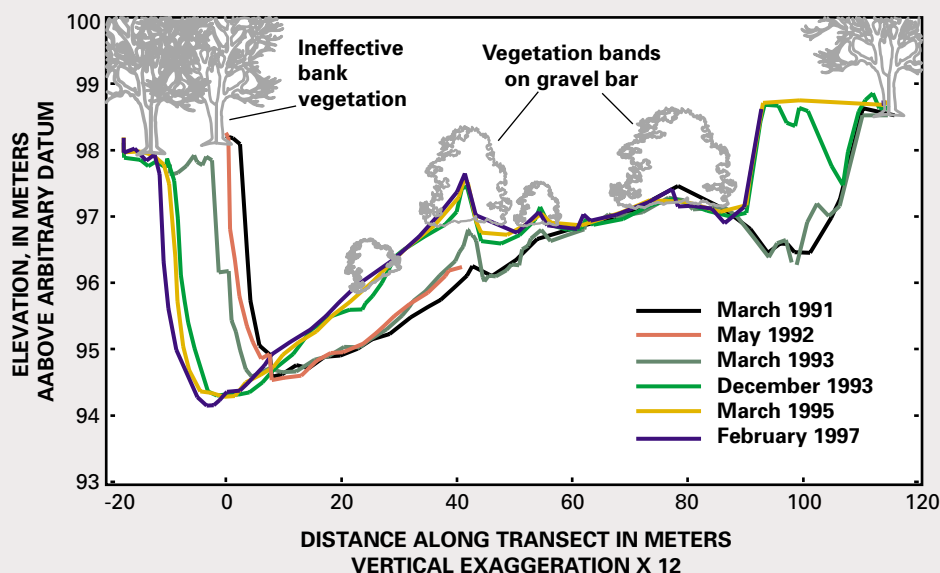 100
99
98
97
96
95
94
93
ELEVATION, IN METERS
AABOVE ARBITRARY DATUM
Ineffective
bank
vegetation
Vegetation bands
on gravel bar
March 1991
May 1992
March 1993
December 1993
March 1995
February 1997
-20 0 20 40 60 80 100 120
DISTANCE ALONG TRANSECT IN METERS
VERTICAL EXAGGERATION X 12